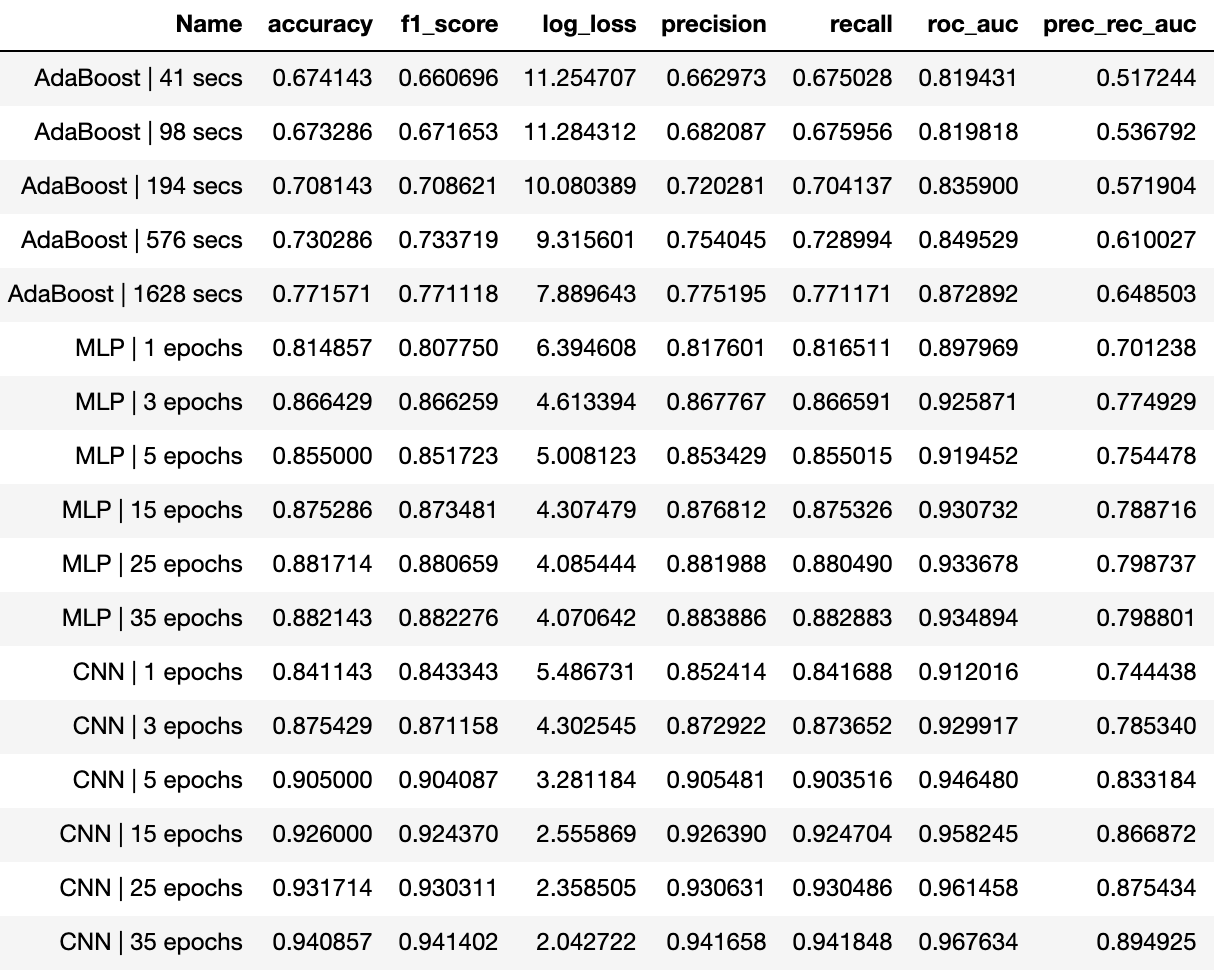 Name accuracy f1_score log_loss precision recall roc_auc prec_rec_auc
AdaBoost | 41 secs 0.674143 0.660696 11.254707 0.662973 0.675028 0.819431 0.517244
AdaBoost | 98 secs 0.673286 0.671653 11.284312 0.682087 0.675956 0.819818 0.536792
AdaBoost | 194 secs 0.708143 0.708621 10.080389 0.720281 0.704137 0.835900 0.571904
AdaBoost | 576 secs 0.730286 0.733719 9.315601 0.754045 0.728994 0.849529 0.610027
AdaBoost | 1628 secs 0.771571 0.771118 7.889643 0.775195 0.771171 0.872892 0.648503
MLP | 1 epochs 0.814857 0.807750 6.394608 0.817601 0.816511 0.897969 0.701238
MLP | 3 epochs 0.866429 0.866259 4.613394 0.867767 0.866591 0.925871 0.774929
MLP | 5 epochs 0.855000 0.851723 5.008123 0.853429 0.855015 0.919452 0.754478
MLP | 15 epochs 0.875286 0.873481 4.307479 0.876812 0.875326 0.930732 0.788716
MLP | 25 epochs 0.881714 0.880659 4.085444 0.881988 0.880490 0.933678 0.798737
MLP | 35 epochs 0.882143 0.882276 4.070642 0.883886 0.882883 0.934894 0.798801
CNN | 1 epochs 0.841143 0.843343 5.486731 0.852414 0.841688 0.912016 0.744438
CNN | 3 epochs 0.875429 0.871158 4.302545 0.872922 0.873652 0.929917 0.785340
CNN | 5 epochs 0.905000 0.904087 3.281184 0.905481 0.903516 0.946480 0.833184
CNN | 15 epochs 0.926000 0.924370 2.555869 0.926390 0.924704 0.958245 0.866872
CNN | 25 epochs 0.931714 0.930311 2.358505 0.930631 0.930486 0.961458 0.875434
CNN | 35 epochs 0.940857 0.941402 2.042722 0.941658 0.941848 0.967634 0.894925